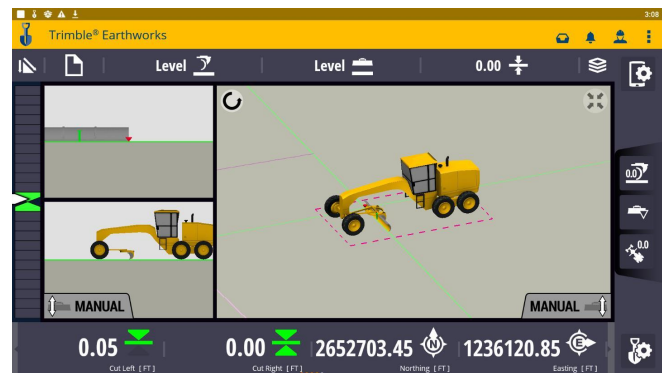 3:08
Trimble® Earthworks
Level Level 0.00
0.0
0.0
MANUAL MANUAL
0.05 0.00 2652703.45 N 1236120.85 E
Cut Left [FT] Cut Right [FT] Northing [FT] Easting [FT]